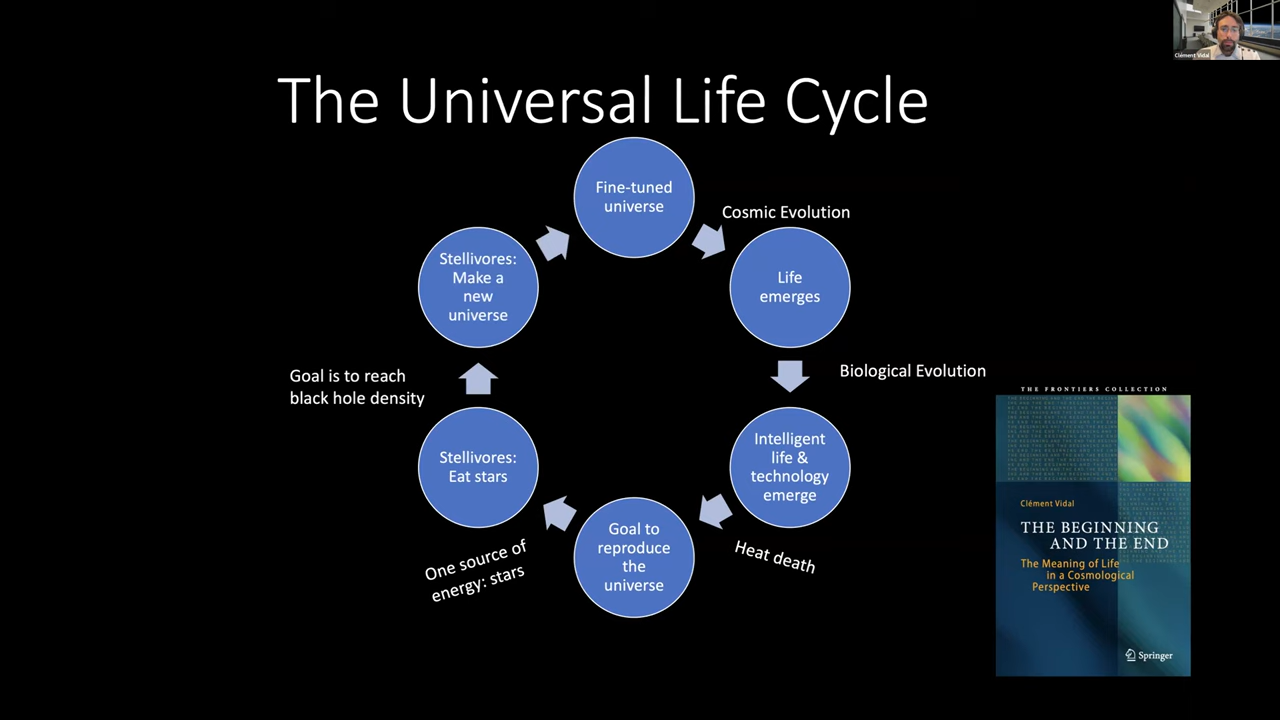 Clément Vidal
The Universal Life Cycle
Fine-tuned
universe
Cosmic Evolution
Life
emerges
Biological Evolution
Intelligent
life &
technology
emerge
Heat death
Goal to
reproduce
the
universe
One source of
energy: stars
Stellivores:
Eat stars
Goal is to reach
black hole density
Stellivores:
Make a
new
universe
THE FRONTIERS COLLECTION
Clément Vidal
THE BEGINNING
AND THE END
The Meaning of Life
in a Cosmological
Perspective
Springer